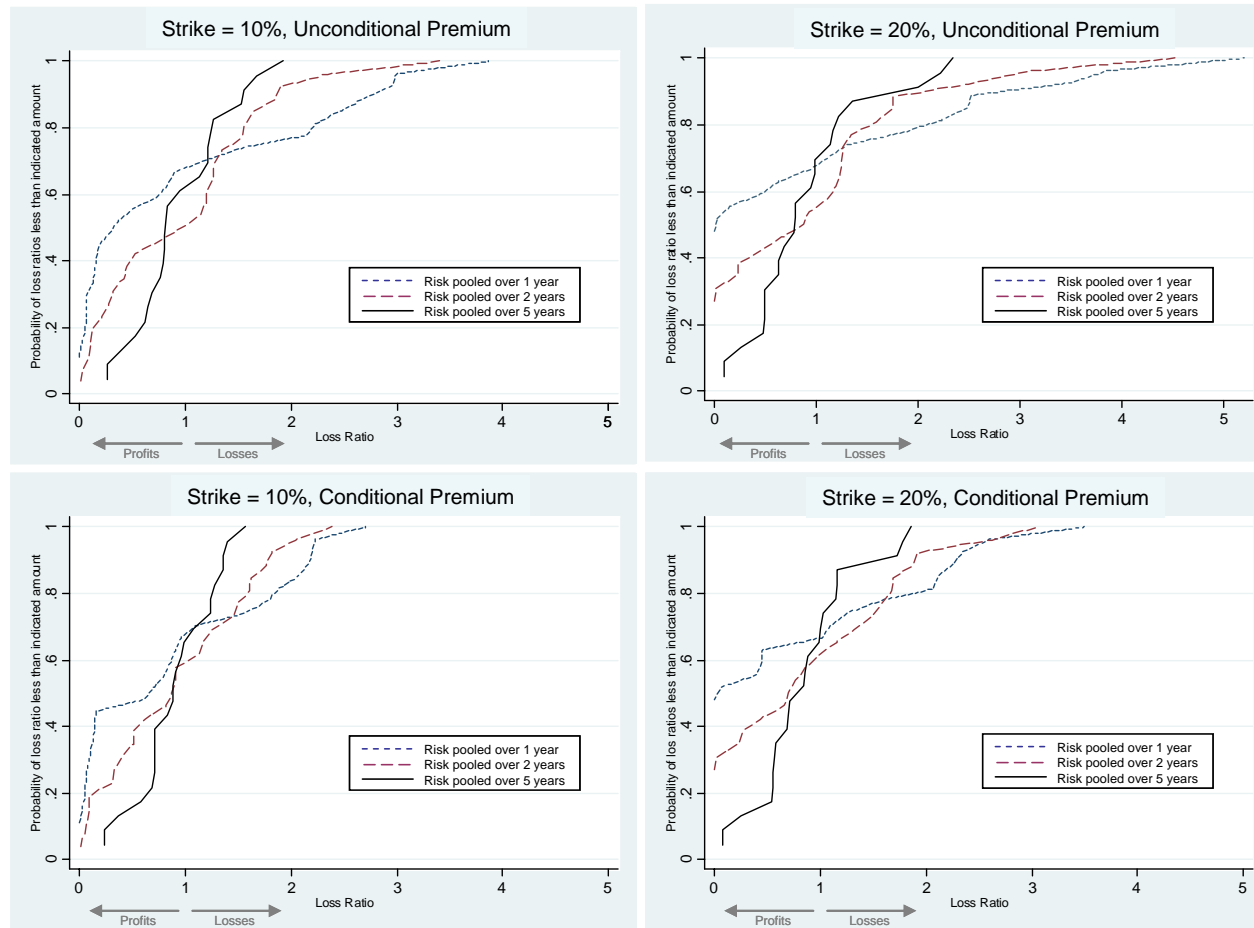 Strike = 10%, Unconditional Premium
Probability of loss ratios less than indicated amount
1
.8
.6
.4
.2
0
Risk pooled over 1 year
Risk pooled over 2 years
Risk pooled over 5 years
0 1 2 3 4 5
Loss Ratio
Profits Losses
Strike = 20%, Unconditional Premium
Probability of loss ratios less than indicated amount
1
.8
.6
.4
.2
0
Risk pooled over 1 year
Risk pooled over 2 years
Risk pooled over 5 years
0 1 2 3 4 5
Loss Ratio
Profits Losses
Strike = 10%, Conditional Premium
Probability of loss ratios less than indicated amount
1
.8
.6
.4
.2
0
Risk pooled over 1 year
Risk pooled over 2 years
Risk pooled over 5 years
0 1 2 3 4 5
Loss Ratio
Profits Losses
Strike = 20%, Conditional Premium
Probability of loss ratios less than indicated amount
1
.8
.6
.4
.2
0
Risk pooled over 1 year
Risk pooled over 2 years
Risk pooled over 5 years
0 1 2 3 4 5
Loss Ratio
Profits Losses